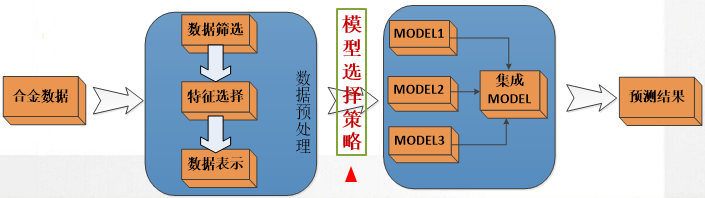 合金数据
数据筛选
特征选择
数据表示
数据预处理
模型选择策略
MODEL1
MODEL2
MODEL3
集成
MODEL
预测结果